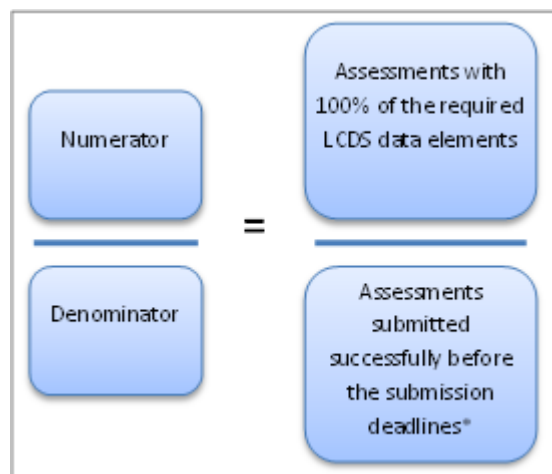 Numerator
=
Assessments with
100% of the required
LCDS data elements
Denominator
Assessments
submitted
successfully before
the submission
deadlines*